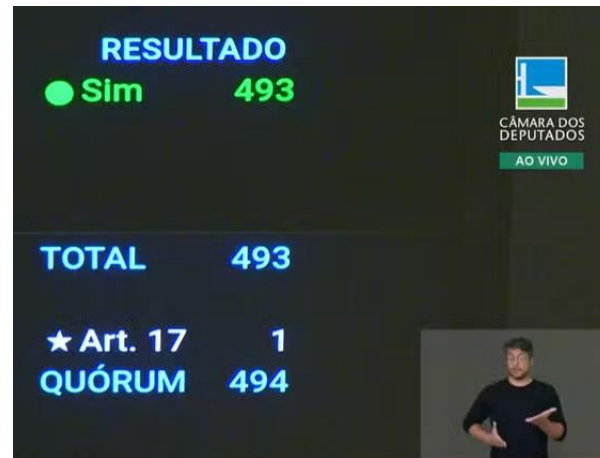 RESULTADO
Sim 493
CÂMARA DOS
DEPUTADOS
AO VIVO
TOTAL 493
★ Art. 17 1
QUÓRUM 494